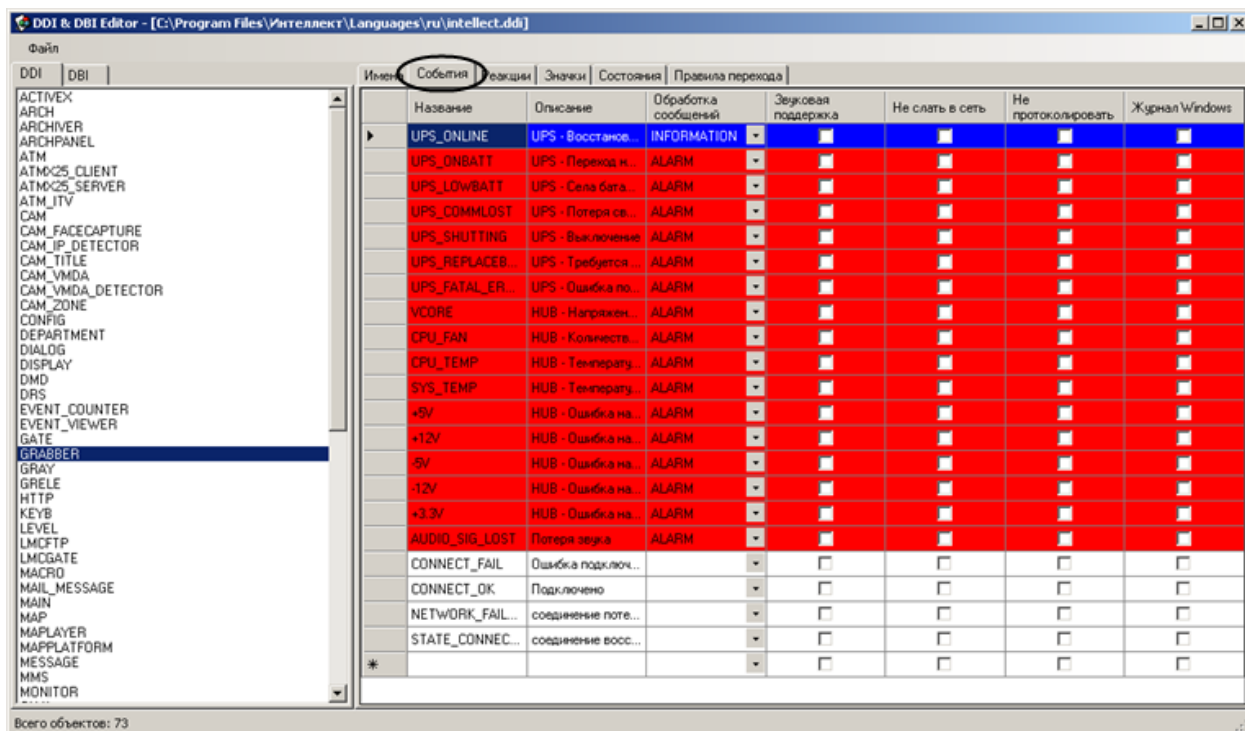 DDI & DBI Editor - [C:\Program Files\Интеллект\Languages\ru\intellect.ddi]
Файл
DDI DBI
Имена События Реакции Значки Состояния Правила перехода
ACTIVEX
ARCH
ARCHIVER
ARCHPANEL
ATM
ATMX25_CLIENT
ATMX25_SERVER
ATM_ITV
CAM
CAM_FACECAPTURE
CAM_IP_DETECTOR
CAM_TITLE
CAM_VMDA
CAM_VMDA_DETECTOR
CAM_ZONE
CONFIG
DEPARTMENT
DIALOG
DISPLAY
DMD
DRS
EVENT_COUNTER
EVENT_VIEWER
GATE
GRABBER
GRAY
GRELE
HTTP
KEYB
LEVEL
LMCFTP
LMCGATE
MACRO
MAIL_MESSAGE
MAIN
MAP
MAPLAYER
MAPPLATFORM
MESSAGE
MMS
MONITOR
Название Описание Обработка сообщений Звуковая поддержка Не слать в сеть Не протоколировать Журнал Windows
UPS_ONLINE UPS - Восстанов... INFORMATION
UPS_ONBATT UPS - Переход н... ALARM
UPS_LOWBATT UPS - Села бата... ALARM
UPS_COMMLOST UPS - Потеря св... ALARM
UPS_SHUTTING UPS - Выключение ALARM
UPS_REPLACEB... UPS - Требуется ... ALARM
UPS_FATAL_ER... UPS - Ошибка по... ALARM
VCORE HUB - Напряжен... ALARM
CPU_FAN HUB - Количеств... ALARM
CPU_TEMP HUB - Температу... ALARM
SYS_TEMP HUB - Температу... ALARM
+5V HUB - Ошибка на... ALARM
+12V HUB - Ошибка на... ALARM
-5V HUB - Ошибка на... ALARM
-12V HUB - Ошибка на... ALARM
+3.3V HUB - Ошибка на... ALARM
AUDIO_SIG_LOST Потеря звука ALARM
CONNECT_FAIL Ошибка подключ...
CONNECT_OK Подключено
NETWORK_FAIL... соединение поте...
STATE_CONNEC... соединение восс...
Всего объектов: 73